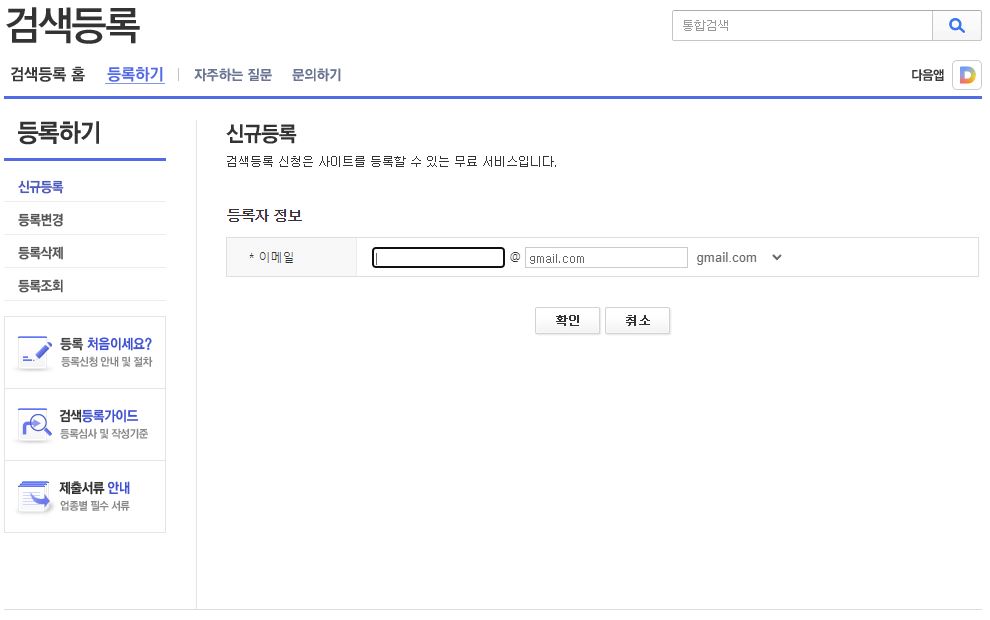 검색등록
통합검색
검색등록 홈 등록하기 자주하는 질문 문의하기
다음앱
등록하기
신규등록
등록변경
등록삭제
등록조회
등록 처음이세요?
등록신청 안내 및 절차
검색등록가이드
등록심사 및 작성기준
제출서류 안내
업종별 필수 서류
신규등록
검색등록 신청은 사이트를 등록할 수 있는 무료 서비스입니다.
등록자 정보
* 이메일 @ gmail.com gmail.com
확인 취소